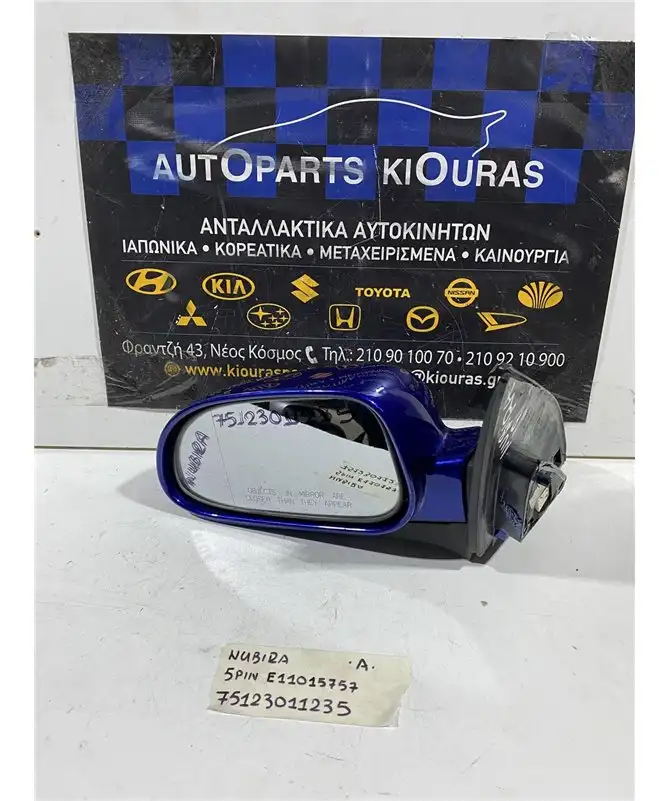 AUTOPARTS KIOURAS
ΑΝΤΑΛΛΑΚΤΙΚΑ ΑΥΤΟΚΙΝΗΤΩΝ
ΙΑΠΩΝΙΚΑ • ΚΟΡΕΑΤΙΚΑ • ΜΕΤΑΧΕΙΡΙΣΜΕΝΑ • ΚΑΙΝΟΥΡΓΙΑ
KIA
TOYOTA
NISSAN
Φραντζή 43, Νέος Κόσμος Τηλ.: 210 90 100 70 • 210 92 10 900
@kiouras.gr
75123011235
NUBIRA
OBJECTS IN MIRROR ARE
CLOSER THAN THEY APPEAR
NUBIRA .A.
5PIN E11015757
75123011235